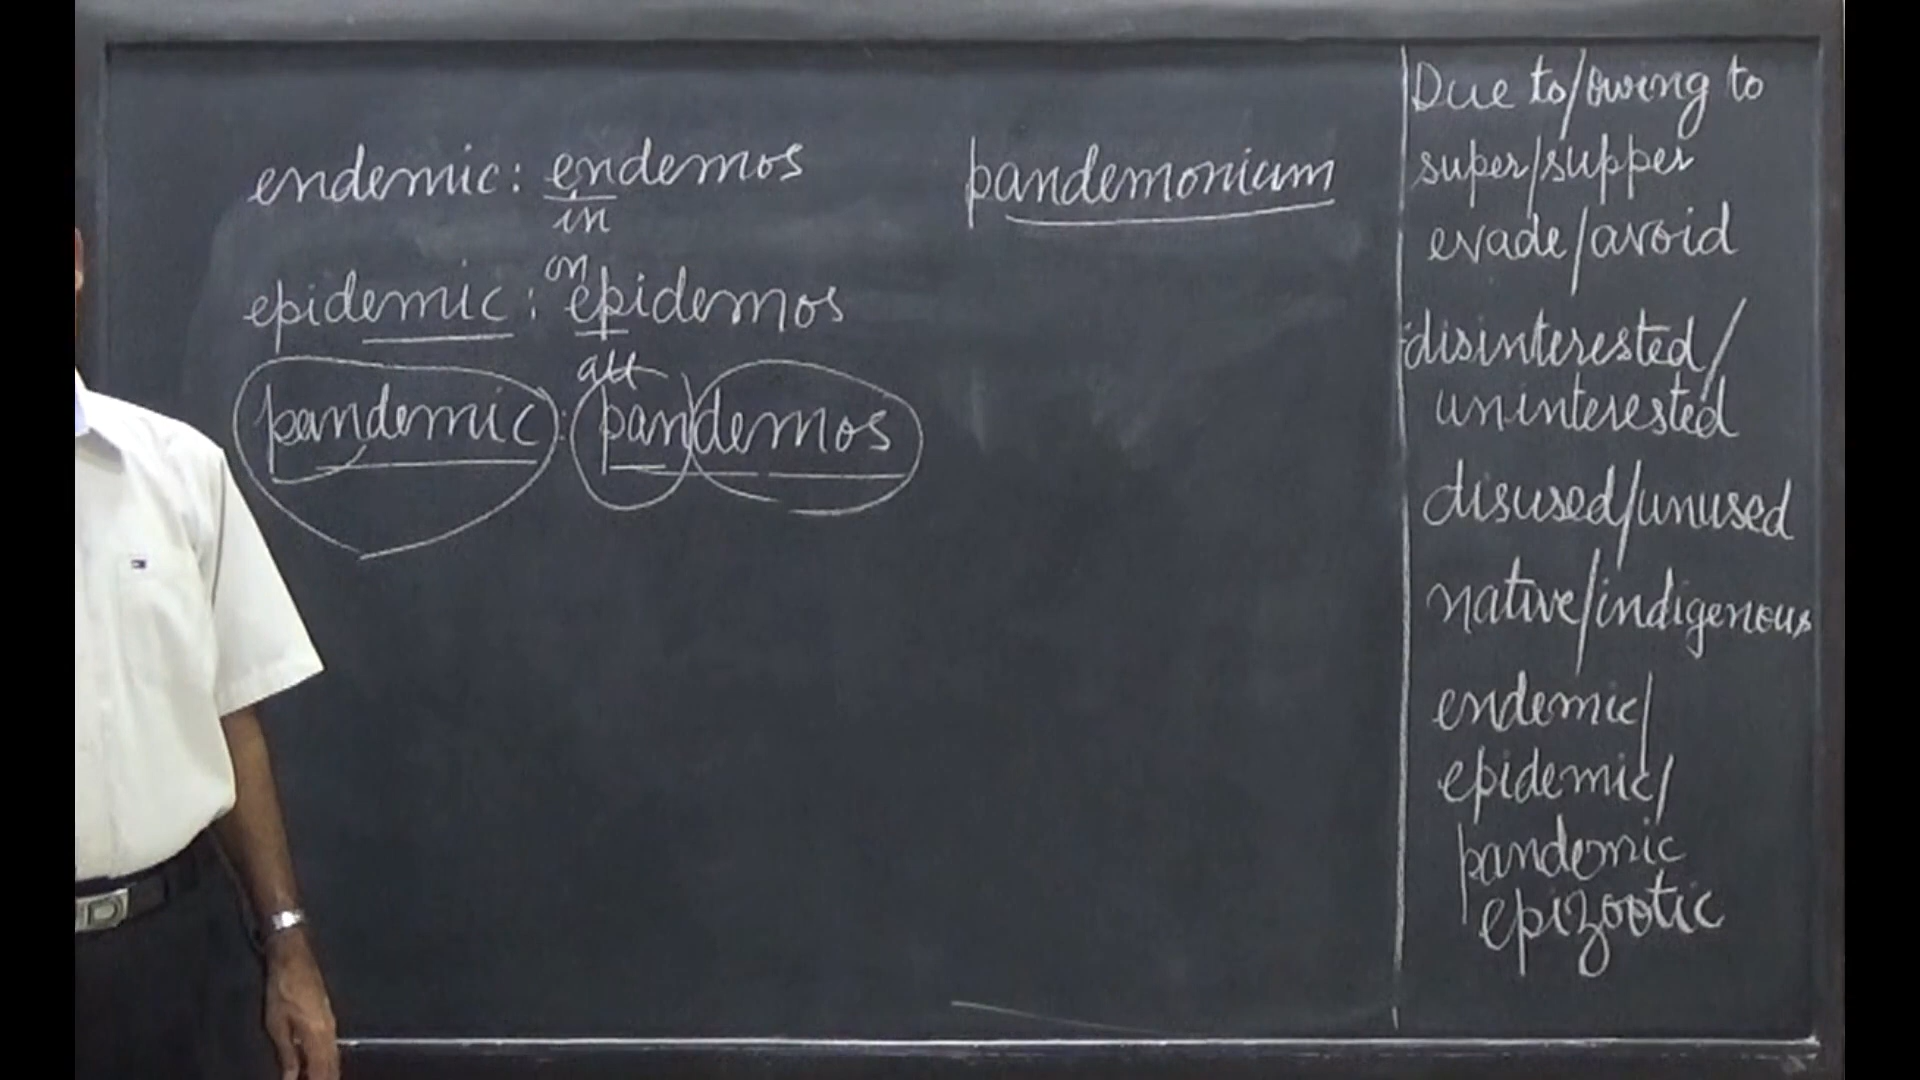 endemic: endemos
in
on
epidemic: epidemos
all
pandemic: pandemos
pandemonium
Due to/owing to
super/supper
evade/avoid
disinterested/
uninterested
disused/unused
native/indigenous
endemic/
epidemic/
pandemic
epizootic